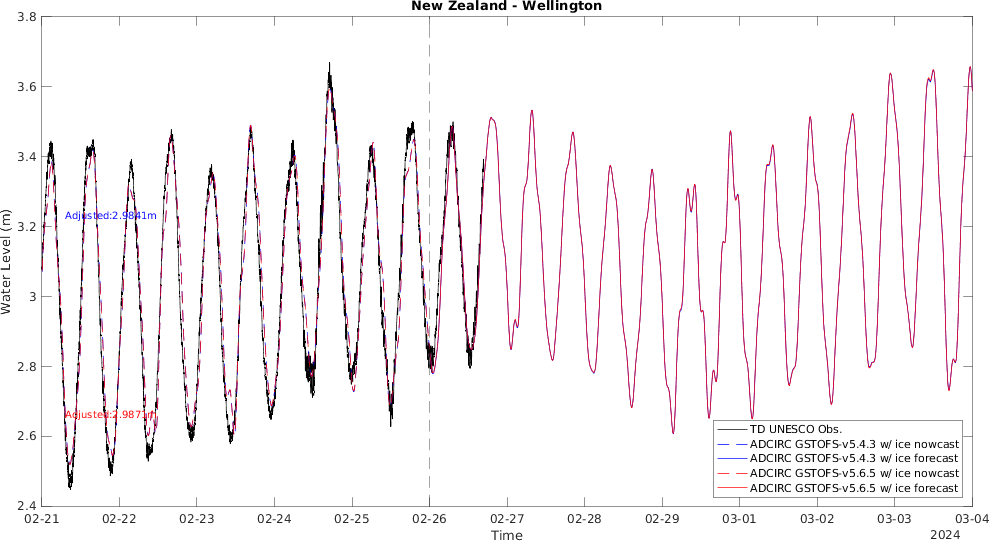 New Zealand - Wellington
3.8
3.6
3.4
3.2
3
2.8
2.6
2.4
Water Level (m)
Adjusted:2.9841m
Adjusted:2.9873m
TD UNESCO Obs.
ADCIRC GSTOFS-v5.4.3 w/ ice nowcast
ADCIRC GSTOFS-v5.4.3 w/ ice forecast
ADCIRC GSTOFS-v5.6.5 w/ ice nowcast
ADCIRC GSTOFS-v5.6.5 w/ ice forecast
02-21 02-22 02-23 02-24 02-25 02-26 02-27 02-28 02-29 03-01 03-02 03-03 03-04
Time
2024